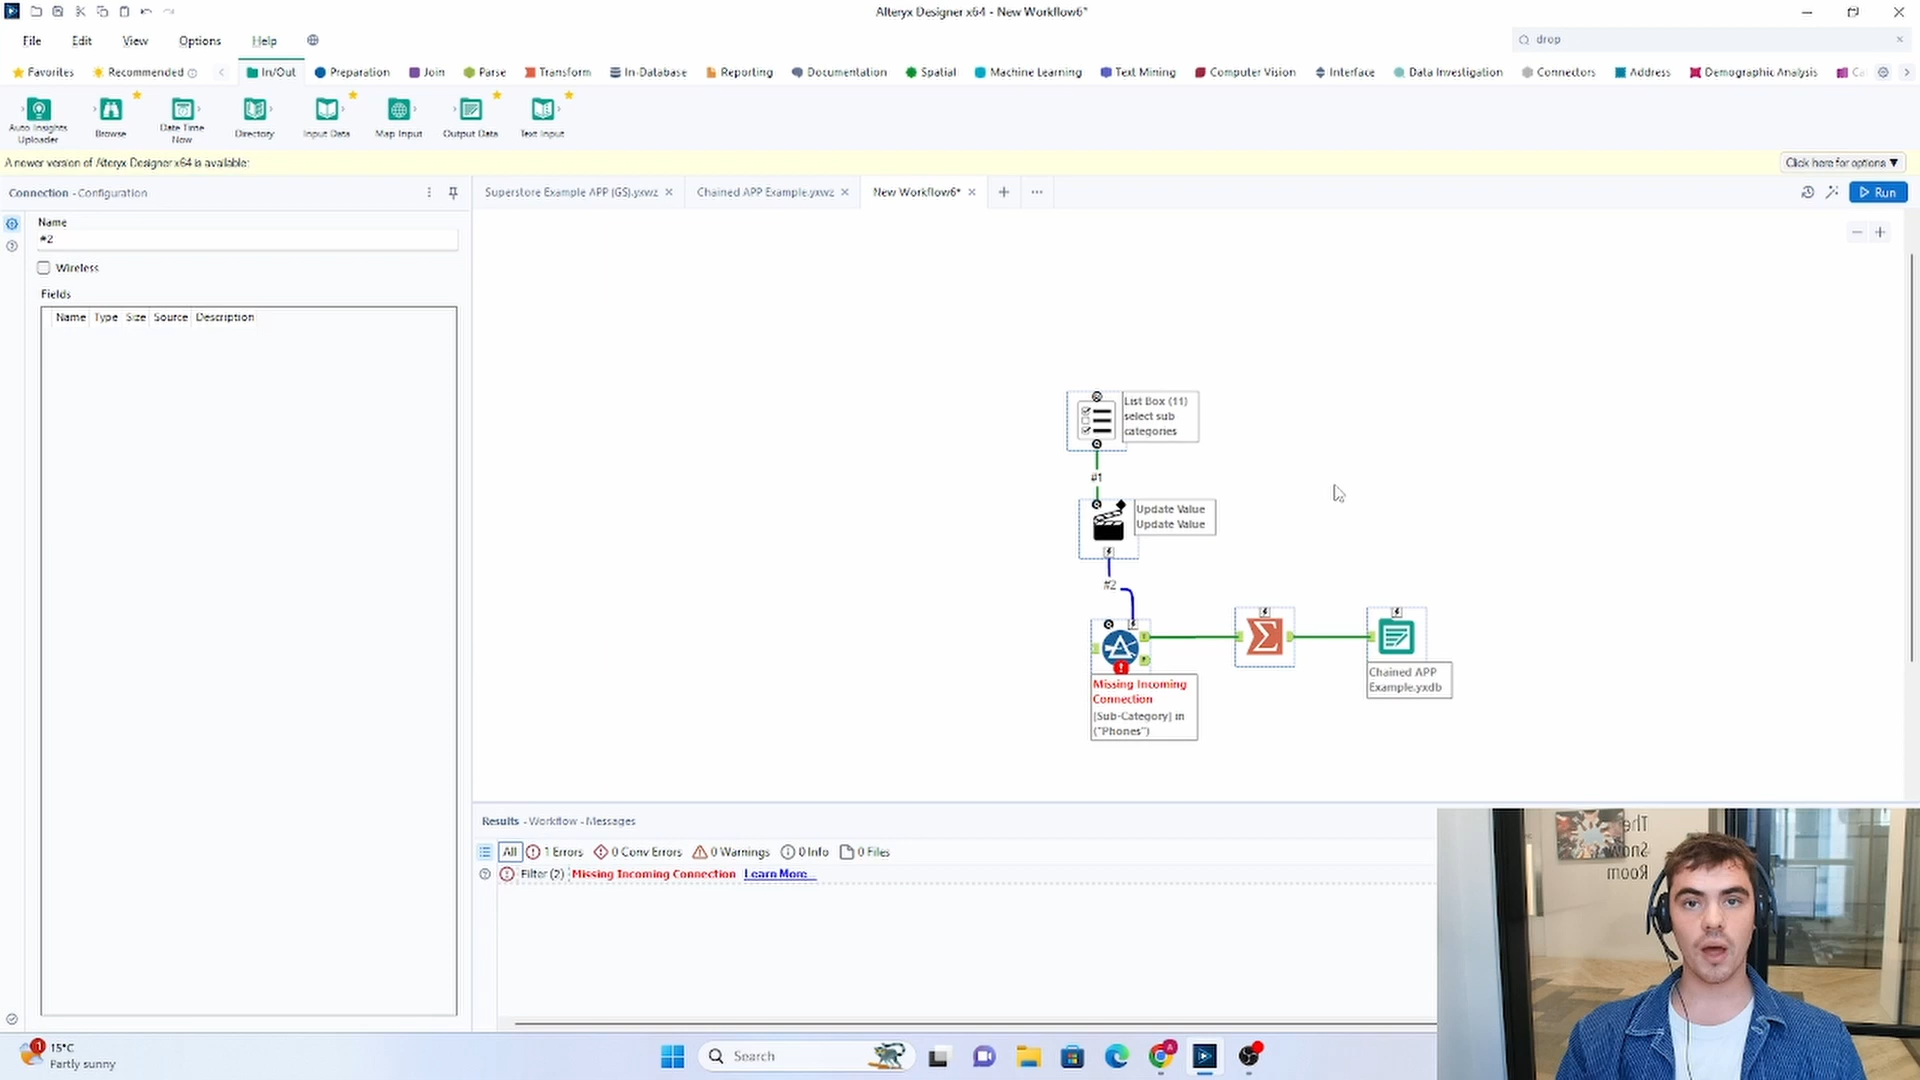 Alteryx Designer x64 - New Workflow6*
File Edit View Options Help
drop
Favorites Recommended In/Out Preparation Join Parse Transform In-Database Reporting Documentation Spatial Machine Learning Text Mining Computer Vision Interface Data Investigation Connectors Address Demographic Analysis Ca
Auto Insights Uploader
Browse
Date Time Now
Directory
Input Data
Map Input
Output Data
Text Input
A newer version of Alteryx Designer x64 is available:
Click here for options ▼
Connection - Configuration
Superstore Example APP (GS).yxwz
Chained APP Example.yxwz
New Workflow6*
Run
Name
#2
Wireless
Fields
Name Type Size Source Description
List Box (11)
select sub
categories
#1
Update Value
Update Value
#2
Missing Incoming
Connection
[Sub-Category] in
("Phones")
Chained APP
Example.yxdb
Results - Workflow - Messages
All 1 Errors 0 Conv Errors 0 Warnings 0 Info 0 Files
Filter (2) Missing Incoming Connection Learn More...
The
Snow
Room
1
15°C
Partly sunny
Search
A